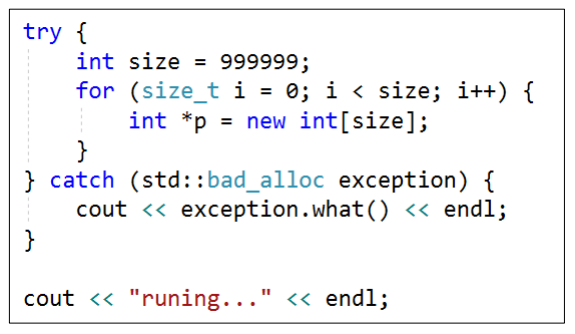 try {
    int size = 999999;
    for (size_t i = 0; i < size; i++) {
        int *p = new int[size];
    }
} catch (std::bad_alloc exception) {
    cout << exception.what() << endl;
}

cout << "runing..." << endl;